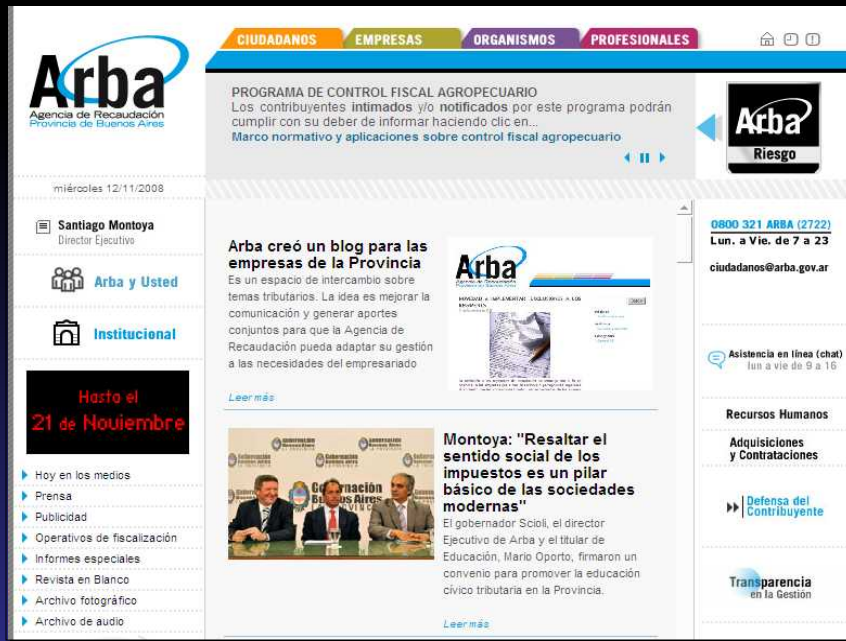 CIUDADANOS
EMPRESAS
ORGANISMOS
PROFESIONALES
Arba
Agencia de Recaudación
Provincia de Buenos Aires
PROGRAMA DE CONTROL FISCAL AGROPECUARIO
Los contribuyentes intimados y/o notificados por este programa podrán
cumplir con su deber de informar haciendo clic en...
Marco normativo y aplicaciones sobre control fiscal agropecuario
Arba
Riesgo
miércoles 12/11/2008
Santiago Montoya
Director Ejecutivo
Arba y Usted
Institucional
Hasta el
21 de Noviembre
Hoy en los medios
Prensa
Publicidad
Operativos de fiscalización
Informes especiales
Revista en Blanco
Archivo fotográfico
Archivo de audio
Arba creó un blog para las
empresas de la Provincia
Es un espacio de intercambio sobre
temas tributarios. La idea es mejorar la
comunicación y generar aportes
conjuntos para que la Agencia de
Recaudación pueda adaptar su gestión
a las necesidades del empresariado
Leer más
Arba
Gobernación
Buenos Aires
LA PROVINCIA
Montoya: "Resaltar el
sentido social de los
impuestos es un pilar
básico de las sociedades
modernas"
El gobernador Scioli, el director
Ejecutivo de Arba y el titular de
Educación, Mario Oporto, firmaron un
convenio para promover la educación
cívico tributaria en la Provincia.
Leer más
0800 321 ARBA (2722)
Lun. a Vie. de 7 a 23
ciudadanos@arba.gov.ar
Asistencia en línea (chat)
lun a vie de 9 a 16
Recursos Humanos
Adquisiciones
y Contrataciones
Defensa del
Contribuyente
Transparencia
en la Gestión